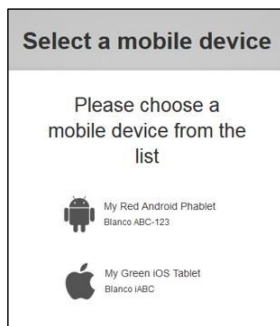 Select a mobile device
Please choose a
mobile device from the
list
My Red Android Phablet
Blanco ABC-123
My Green iOS Tablet
Blanco iABC